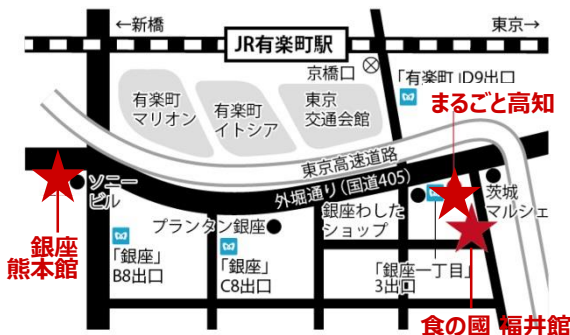 ←新橋
東京→
JR有楽町駅
京橋口
「有楽町」D9出口
有楽町
マリオン
有楽町
イトシア
東京
交通会館
まるごと高知
東京高速道路
外堀通り(国道405)
ソニー
ビル
プランタン銀座
銀座わした
ショップ
茨城
マルシェ
銀座
熊本館
「銀座」
B8出口
「銀座」
C8出口
「銀座一丁目」
3出口
食の國 福井館